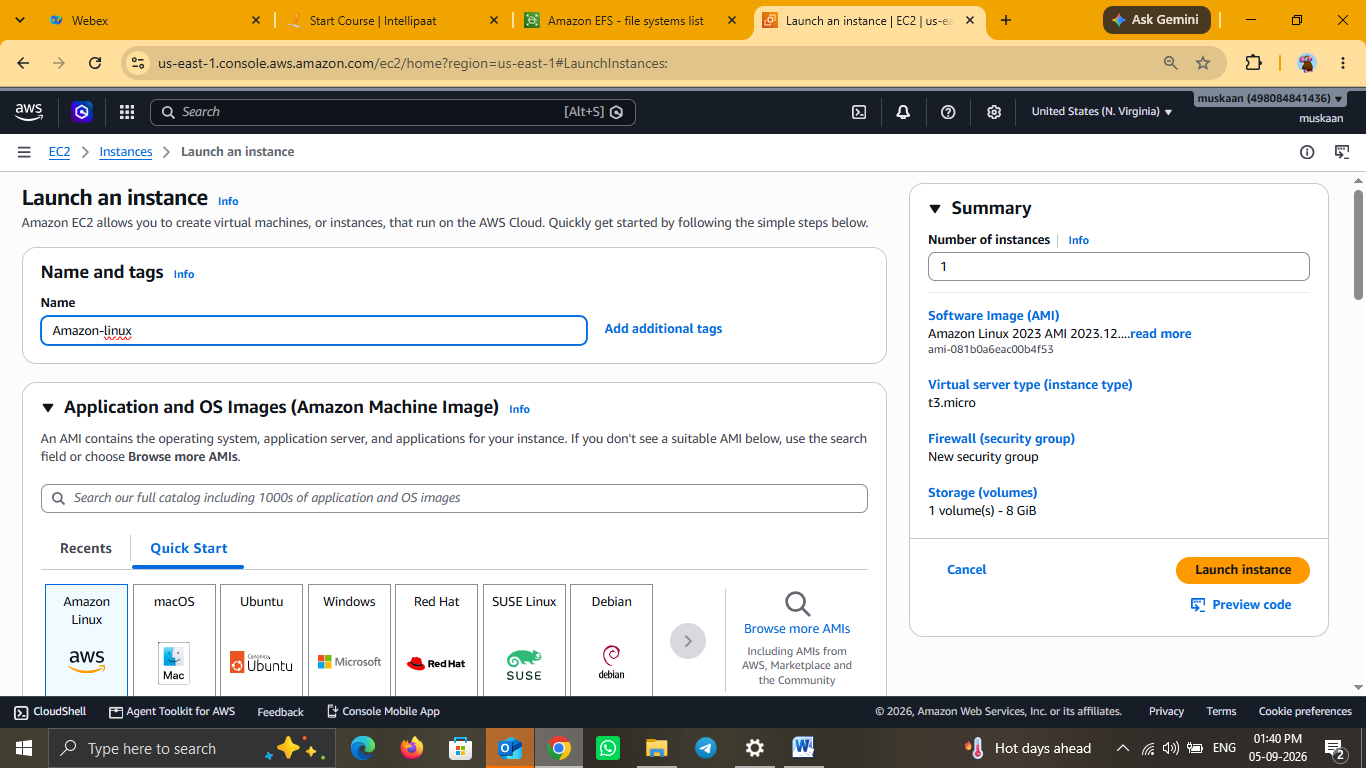 Webex
Start Course | Intellipaat
Amazon EFS - file systems list
Launch an instance | EC2 | us-ea
Ask Gemini
us-east-1.console.aws.amazon.com/ec2/home?region=us-east-1#LaunchInstances:
aws
Search
[Alt+S]
United States (N. Virginia)
muskaan (498084841436)
muskaan
EC2
Instances
Launch an instance
Launch an instance Info
Amazon EC2 allows you to create virtual machines, or instances, that run on the AWS Cloud. Quickly get started by following the simple steps below.
Name and tags Info
Name
Amazon-linux
Add additional tags
Application and OS Images (Amazon Machine Image) Info
An AMI contains the operating system, application server, and applications for your instance. If you don't see a suitable AMI below, use the search
field or choose Browse more AMIs.
Search our full catalog including 1000s of application and OS images
Recents
Quick Start
Amazon
Linux
aws
macOS
Mac
Ubuntu
Canonical
Ubuntu
Windows
Microsoft
Red Hat
Red Hat
SUSE Linux
SUSE
Debian
debian
Browse more AMIs
Including AMIs from
AWS, Marketplace and
the Community
Summary
Number of instances Info
1
Software Image (AMI)
Amazon Linux 2023 AMI 2023.12....read more
ami-081b0a6eac00b4f53
Virtual server type (instance type)
t3.micro
Firewall (security group)
New security group
Storage (volumes)
1 volume(s) - 8 GiB
Cancel
Launch instance
Preview code
CloudShell
Agent Toolkit for AWS
Feedback
Console Mobile App
© 2026, Amazon Web Services, Inc. or its affiliates.
Privacy
Terms
Cookie preferences
Type here to search
Hot days ahead
ENG
01:40 PM
05-09-2026
2